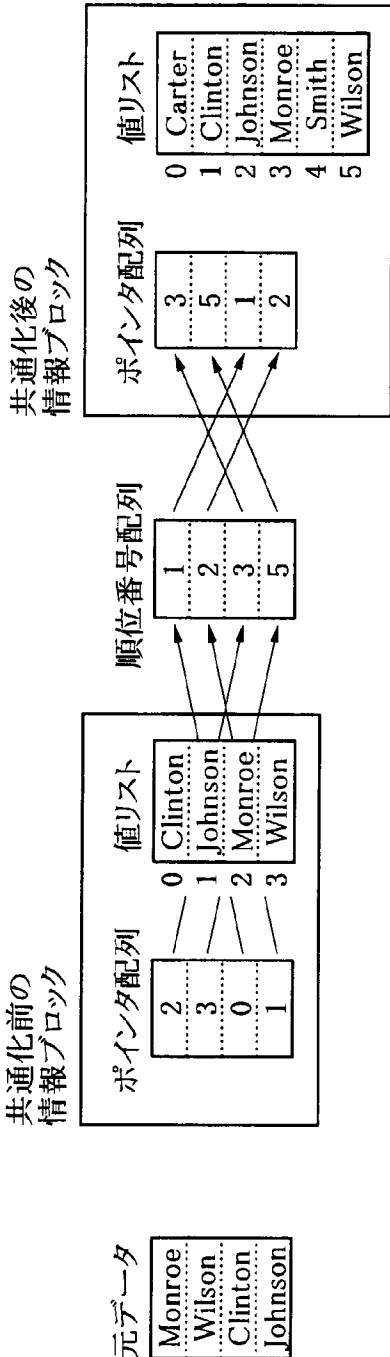 元データ
Monroe
Wilson
Clinton
Johnson
共通化前の
情報ブロック
ポインタ配列
2
3
0
1
値リスト
0 Clinton
1 Johnson
2 Monroe
3 Wilson
順位番号配列
1
2
3
5
共通化後の
情報ブロック
ポインタ配列
3
5
1
2
値リスト
0 Carter
1 Clinton
2 Johnson
3 Monroe
4 Smith
5 Wilson